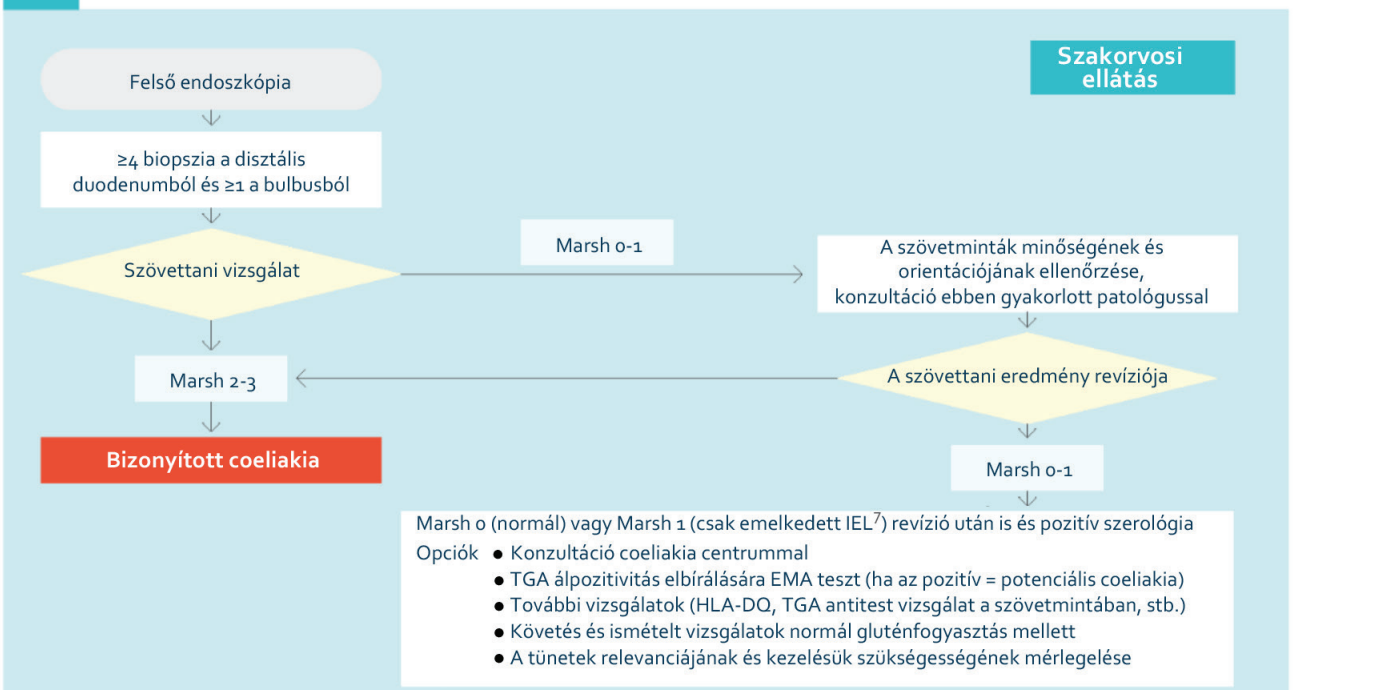 Szakorvosi
ellátás
Felső endoszkópia
≥4 biopszia a disztális
duodenumból és ≥1 a bulbusból
Szövettani vizsgálat
Marsh 0-1
A szövetminták minőségének és
orientációjának ellenőrzése,
konzultáció ebben gyakorlott patológussal
A szövettani eredmény revíziója
Marsh 2-3
Bizonyított coeliakia
Marsh 0-1
Marsh 0 (normál) vagy Marsh 1 (csak emelkedett IEL⁷) revízió után is és pozitív szerológia
Opciók ● Konzultáció coeliakia centrummal
● TGA álpozitivitás elbírálására EMA teszt (ha az pozitív = potenciális coeliakia)
● További vizsgálatok (HLA-DQ, TGA antitest vizsgálat a szövetmintában, stb.)
● Követés és ismételt vizsgálatok normál gluténfogyasztás mellett
● A tünetek relevanciájának és kezelésük szükségességének mérlegelése